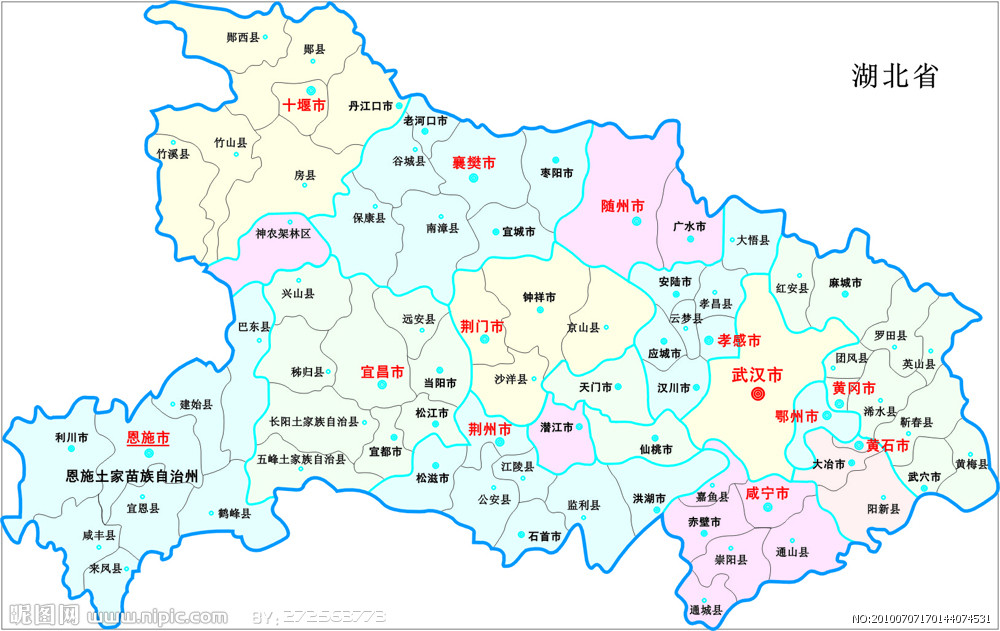 湖北省
郧西县
郧县
十堰市
丹江口市
老河口市
竹山县
竹溪县
谷城县
襄樊市
枣阳市
房县
保康县
南漳县
宜城市
随州市
广水市
神农架林区
大悟县
兴山县
巴东县
远安县
钟祥市
荆门市
京山县
安陆市
孝昌县
云梦县
孝感市
应城市
红安县
麻城市
罗田县
团风县
英山县
秭归县
宜昌市
当阳市
沙洋县
天门市
汉川市
武汉市
黄冈市
建始县
松江市
长阳土家族自治县
荆州市
潜江市
鄂州市
浠水县
蕲春县
利川市
恩施市
宜都市
仙桃市
黄石市
五峰土家族自治县
恩施土家苗族自治州
松滋市
江陵县
大冶市
黄梅县
武穴市
宜恩县
鹤峰县
公安县
监利县
洪湖市
嘉鱼县
咸宁市
阳新县
咸丰县
石首市
赤壁市
崇阳县
通山县
来凤县
通城县
昵图网 www.nipic.com
BY: 272553773
NO:20100707170144074531